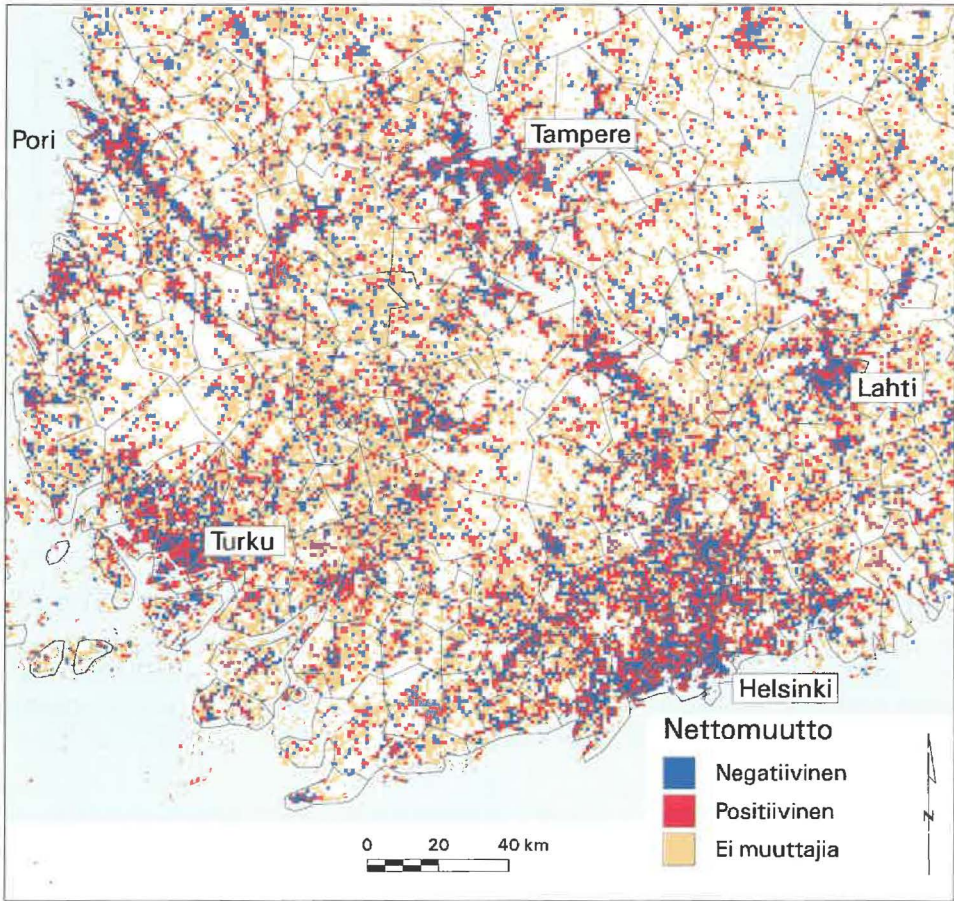 Pori
Tampere
Lahti
Turku
Helsinki
Nettomuutto
Negatiivinen
Positiivinen
Ei muuttajia
0 20 40 km
N